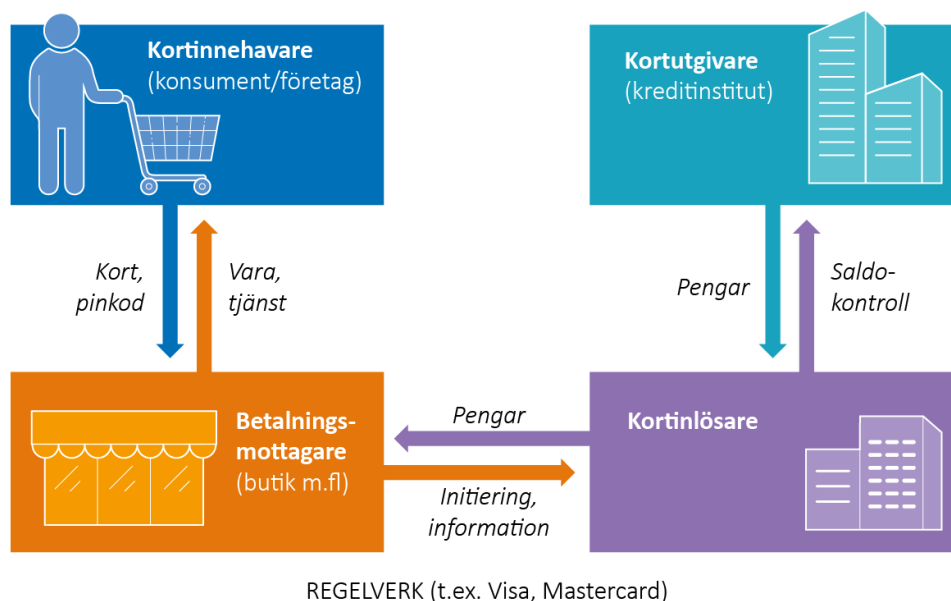 Kortinnehavare
(konsument/företag)
Kortutgivare
(kreditinstitut)
Kort,
pinkod
Vara,
tjänst
Pengar
Saldo-
kontroll
Betalnings-
mottagare
(butik m.fl)
Pengar
Initiering,
information
Kortinlösare
REGELVERK (t.ex. Visa, Mastercard)